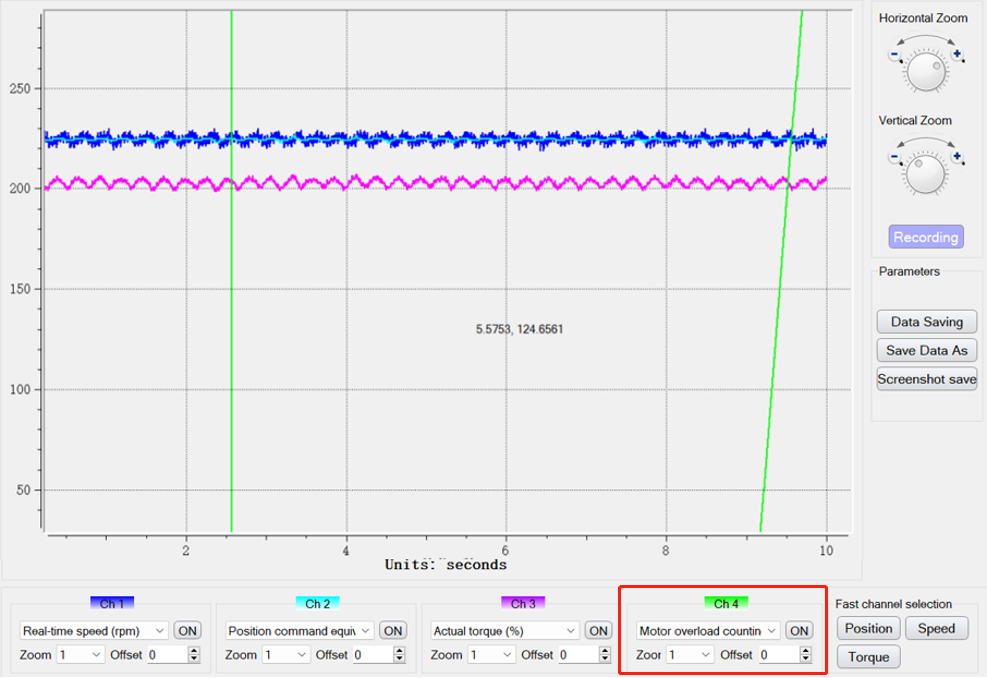 Horizontal Zoom
Vertical Zoom
Recording
Parameters
Data Saving
Save Data As
Screenshot save
250
200
150
100
50
5.5753, 124.6561
2 4 6 8 10
Units: seconds
Ch 1 Ch 2 Ch 3 Ch 4 Fast channel selection
Real-time speed (rpm) ON Position command equiv ON Actual torque (%) ON Motor overload countin ON Position Speed
Zoom 1 Offset 0 Zoom 1 Offset 0 Zoom 1 Offset 0 Zoor 1 Offset 0 Torque